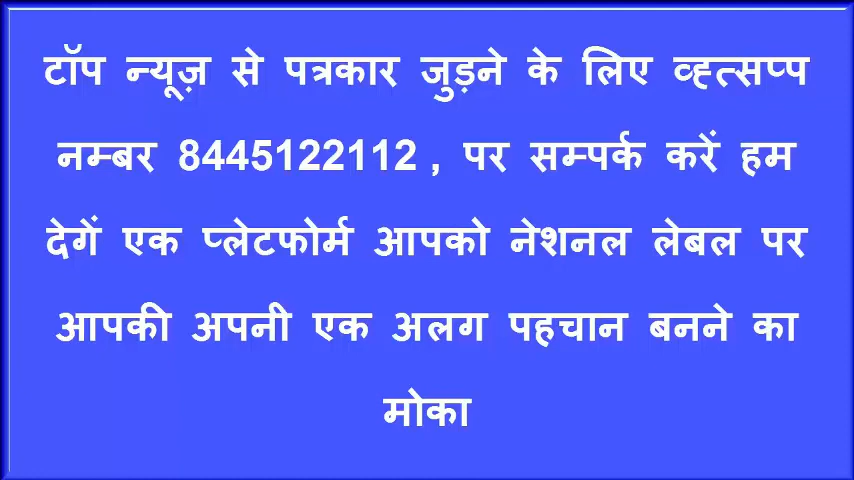 टॉप न्यूज़ से पत्रकार जुड़ने के लिए व्ह्त्सप्प
नम्बर 8445122112 , पर सम्पर्क करें हम
देगें एक प्लेटफोर्म आपको नेशनल लेबल पर
आपकी अपनी एक अलग पहचान बनने का
मोका